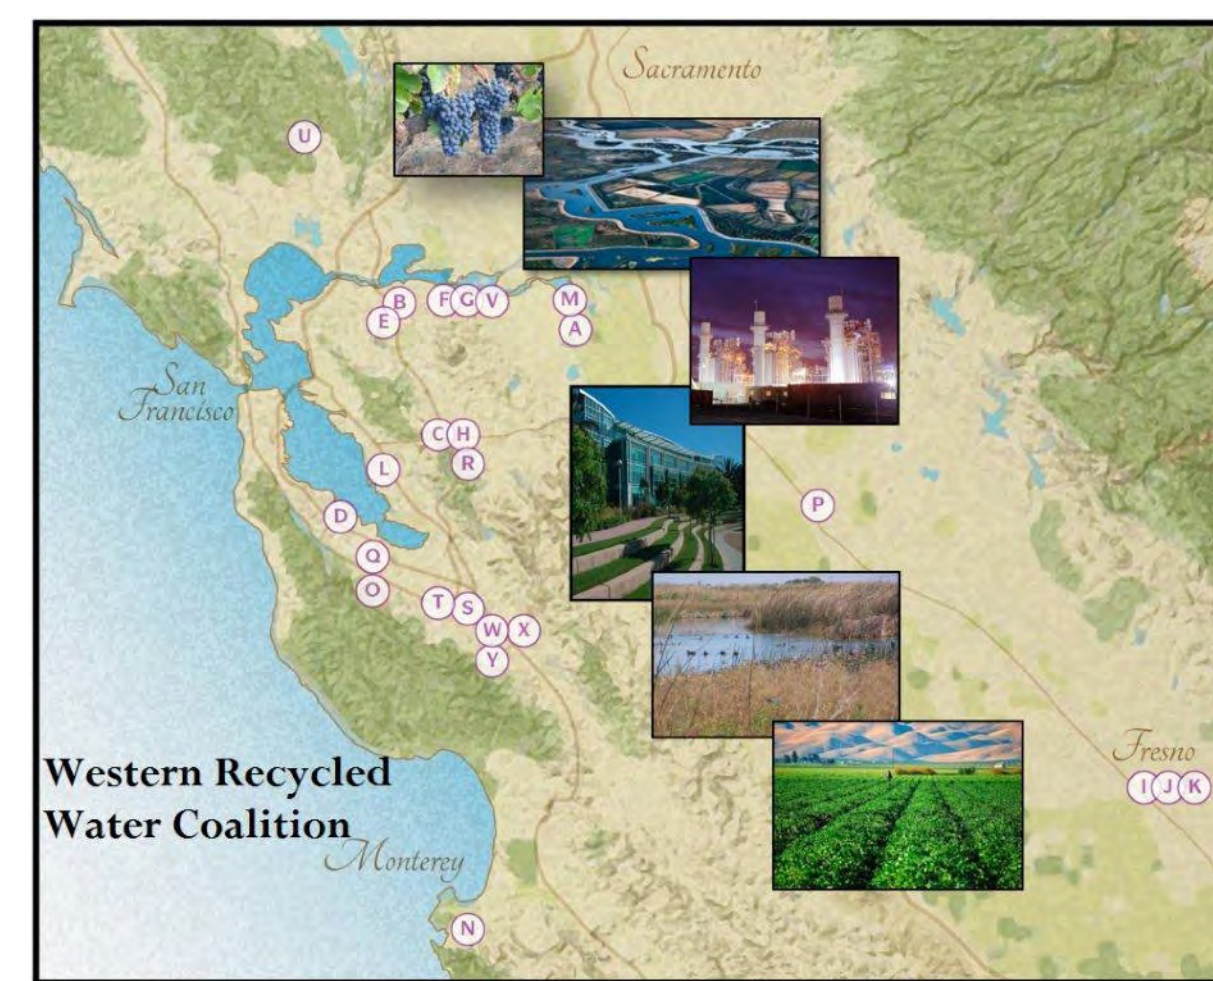 Sacramento
U
B
F
G
V
M
E
A
San
Francisco
C
H
R
L
P
D
Q
O
T
S
W
X
Y
Fresno
I
J
K
Western Recycled
Water Coalition
Monterey
N